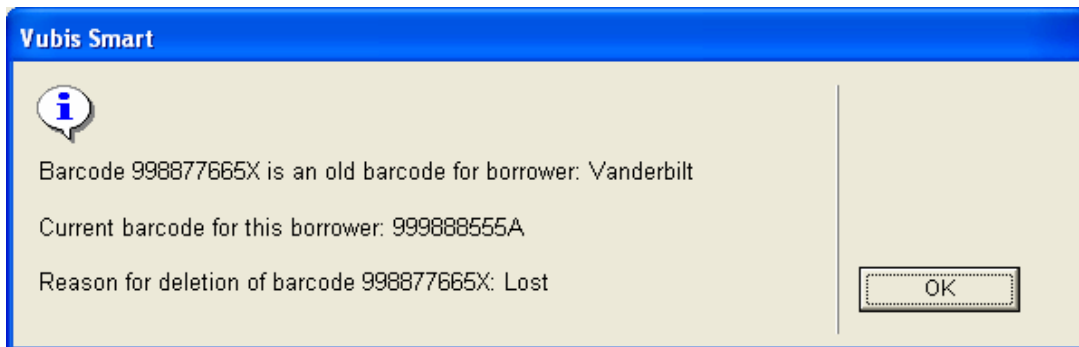 Vubis Smart
Barcode 998877665X is an old barcode for borrower: Vanderbilt
Current barcode for this borrower: 999888555A
Reason for deletion of barcode 998877665X: Lost
OK